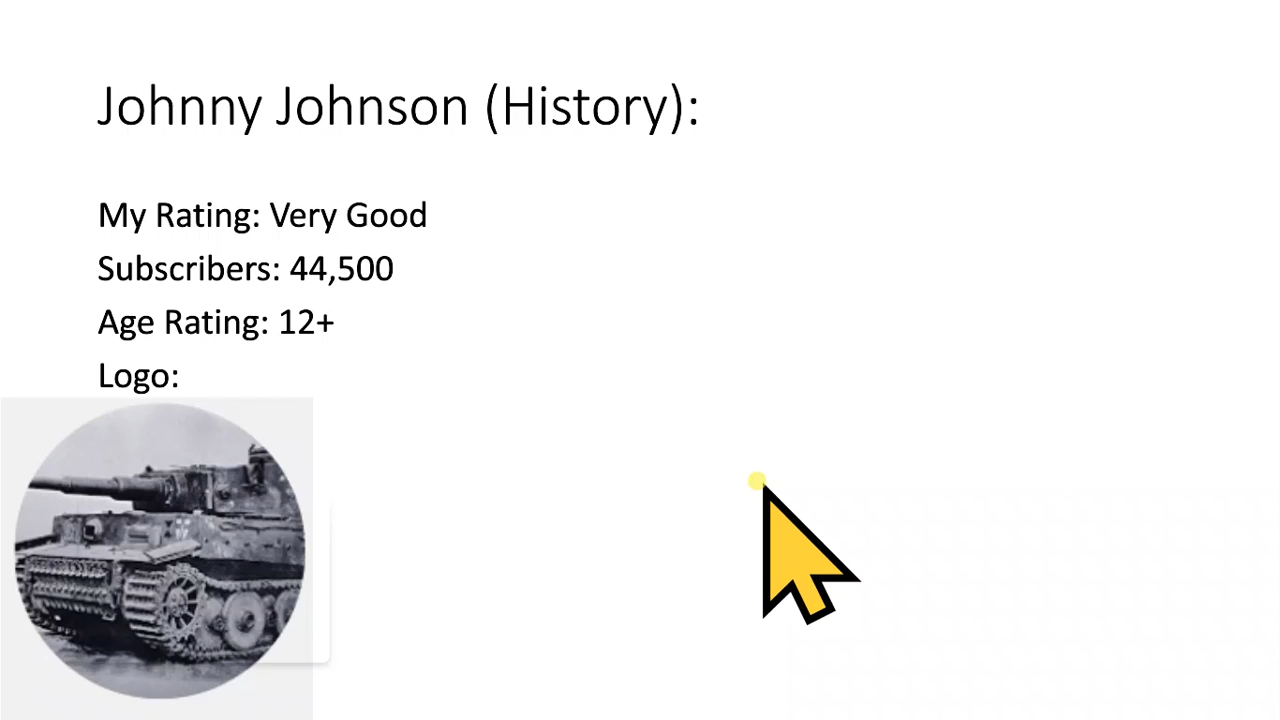 Johnny Johnson (History):
My Rating: Very Good
Subscribers: 44,500
Age Rating: 12+
Logo: